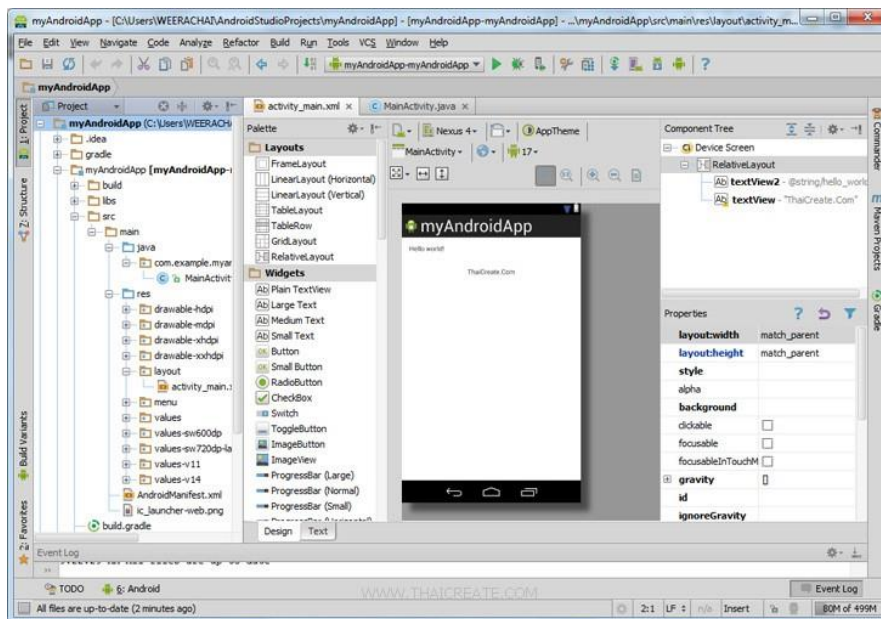 myAndroidApp - [C:\Users\WEERACHAI\AndroidStudioProjects\myAndroidApp] - [myAndroidApp-myAndroidApp] - ...\myAndroidApp\src\main\res\layout\activity_m...
File Edit View Navigate Code Analyze Refactor Build Run Tools VCS Window Help
myAndroidApp-myAndroidApp
myAndroidApp
1: Project
Z: Structure
Build Variants
2: Favorites
Project
myAndroidApp (C:\Users\WEERACHA
.idea
gradle
myAndroidApp [myAndroidApp-
build
libs
src
main
java
com.example.myan
MainActivit
res
drawable-hdpi
drawable-mdpi
drawable-xhdpi
drawable-xxhdpi
layout
activity_main.
menu
values
values-sw600dp
values-sw720dp-la
values-v11
values-v14
AndroidManifest.xml
ic_launcher-web.png
build.gradle
activity_main.xml
MainActivity.java
Palette
Layouts
FrameLayout
LinearLayout (Horizontal)
LinearLayout (Vertical)
TableLayout
TableRow
GridLayout
RelativeLayout
Widgets
Plain TextView
Large Text
Medium Text
Small Text
Button
Small Button
RadioButton
CheckBox
Switch
ToggleButton
ImageButton
ImageView
ProgressBar (Large)
ProgressBar (Normal)
ProgressBar (Small)
Design Text
Nexus 4 AppTheme
MainActivity 17
myAndroidApp
Hello world!
ThaiCreate.Com
Component Tree
Device Screen
RelativeLayout
textView2 - @string/hello_worl
textView - "ThaiCreate.Com"
Properties
layout:width match_parent
layout:height match_parent
style
alpha
background
clickable
focusable
focusableInTouchM
gravity []
id
ignoreGravity
Commander
Maven Projects
Gradle
Event Log
TODO 6: Android Event Log
WWW.THAICREATE.COM
All files are up-to-date (2 minutes ago) 2:1 LF n/a Insert 80M of 499M